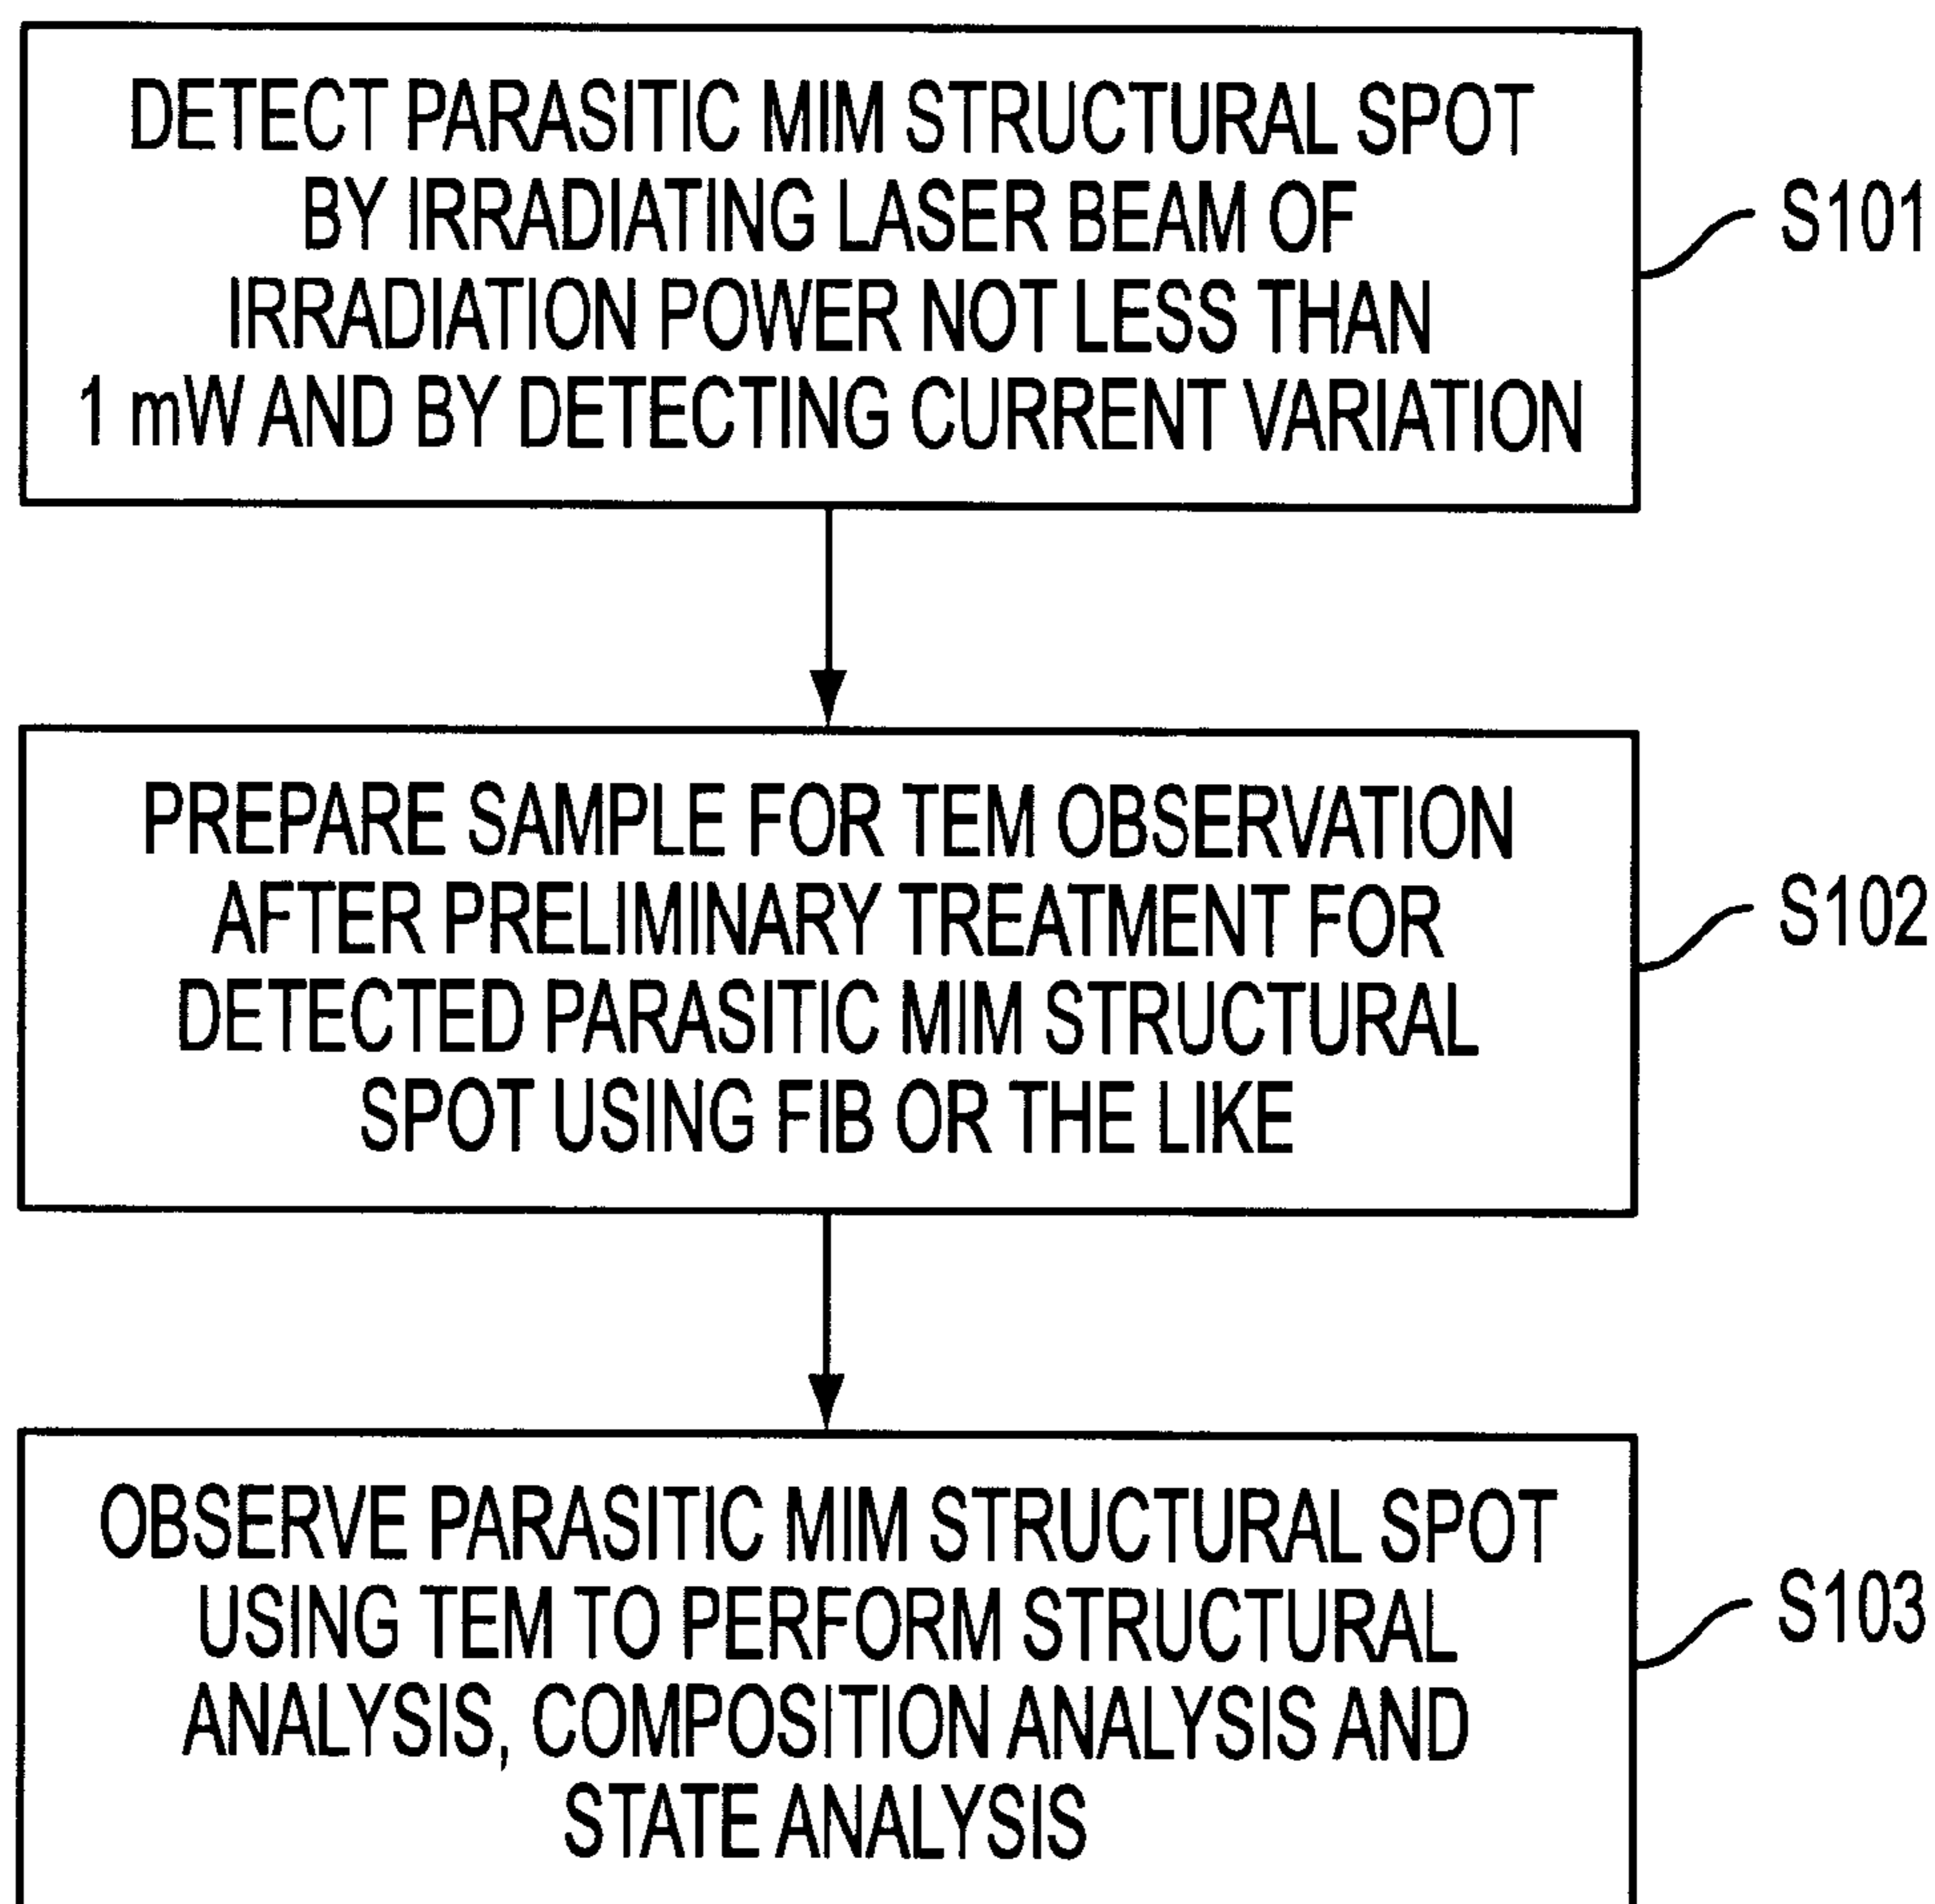 DETECT PARASITIC MIM STRUCTURAL SPOT
BY IRRADIATING LASER BEAM OF
IRRADIATION POWER NOT LESS THAN
1 mW AND BY DETECTING CURRENT VARIATION
S101
PREPARE SAMPLE FOR TEM OBSERVATION
AFTER PRELIMINARY TREATMENT FOR
DETECTED PARASITIC MIM STRUCTURAL
SPOT USING FIB OR THE LIKE
S102
OBSERVE PARASITIC MIM STRUCTURAL SPOT
USING TEM TO PERFORM STRUCTURAL
ANALYSIS, COMPOSITION ANALYSIS AND
STATE ANALYSIS
S103